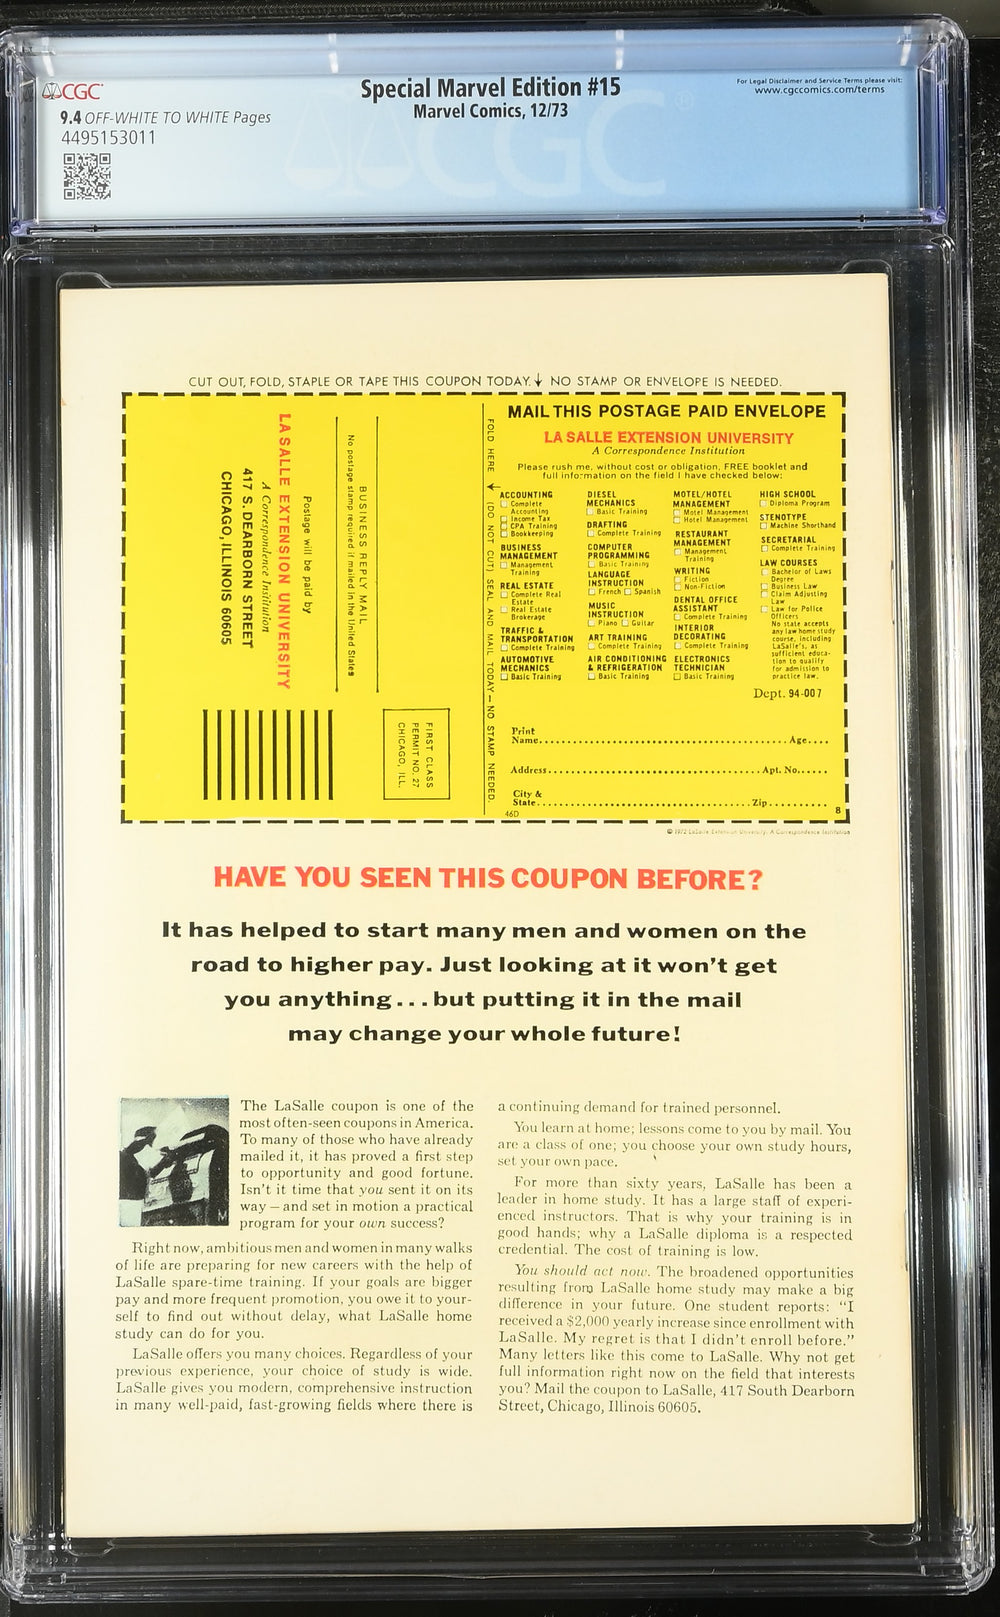 CGC
Special Marvel Edition #15
Marvel Comics, 12/73
For Legal Disclaimer and Service Terms please visit:
www.cgccomics.com/terms
9.4 OFF-WHITE TO WHITE Pages
4495153011
CGC
CUT OUT, FOLD, STAPLE OR TAPE THIS COUPON TODAY. NO STAMP OR ENVELOPE IS NEEDED.
BUSINESS REPLY MAIL
No postage stamp required if mailed in the United States
Postage will be paid by
LA SALLE EXTENSION UNIVERSITY
A Correspondence Institution
417 S. DEARBORN STREET
CHICAGO, ILLINOIS 60605
FIRST CLASS
PERMIT NO. 27
CHICAGO, ILL.
FOLD HERE (DO NOT CUT) SEAL AND MAIL TODAY — NO STAMP NEEDED.
MAIL THIS POSTAGE PAID ENVELOPE
LA SALLE EXTENSION UNIVERSITY
A Correspondence Institution
Please rush me, without cost or obligation, FREE booklet and
full information on the field I have checked below:
ACCOUNTING
Complete
Accounting
Income Tax
CPA Training
Bookkeeping
BUSINESS
MANAGEMENT
Management
Training
REAL ESTATE
Complete Real
Estate
Real Estate
Brokerage
TRAFFIC &
TRANSPORTATION
Complete Training
AUTOMOTIVE
MECHANICS
Basic Training
DIESEL
MECHANICS
Basic Training
DRAFTING
Complete Training
COMPUTER
PROGRAMMING
Basic Training
LANGUAGE
INSTRUCTION
French Spanish
MUSIC
INSTRUCTION
Piano Guitar
ART TRAINING
Complete Training
AIR CONDITIONING
& REFRIGERATION
Basic Training
MOTEL/HOTEL
MANAGEMENT
Motel Management
Hotel Management
RESTAURANT
MANAGEMENT
Management
Training
WRITING
Fiction
Non-Fiction
DENTAL OFFICE
ASSISTANT
Complete Training
INTERIOR
DECORATING
Complete Training
ELECTRONICS
TECHNICIAN
Basic Training
HIGH SCHOOL
Diploma Program
STENOTYPE
Machine Shorthand
SECRETARIAL
Complete Training
LAW COURSES
Bachelor of Laws
Degree
Business Law
Claim Adjusting
Law
Law for Police
Officers
No state accepts
any law home study
course, including
LaSalle's, as
sufficient educa-
tion to qualify
for admission to
practice law.
Dept. 94-007
Print
Name Age
Address Apt. No.
City &
State Zip
46D 8
© 1972 LaSalle Extension University, A Correspondence Institution
HAVE YOU SEEN THIS COUPON BEFORE?
It has helped to start many men and women on the
road to higher pay. Just looking at it won't get
you anything... but putting it in the mail
may change your whole future!
The LaSalle coupon is one of the
most often-seen coupons in America.
To many of those who have already
mailed it, it has proved a first step
to opportunity and good fortune.
Isn't it time that you sent it on its
way — and set in motion a practical
program for your own success?
Right now, ambitious men and women in many walks
of life are preparing for new careers with the help of
LaSalle spare-time training. If your goals are bigger
pay and more frequent promotion, you owe it to your-
self to find out without delay, what LaSalle home
study can do for you.
LaSalle offers you many choices. Regardless of your
previous experience, your choice of study is wide.
LaSalle gives you modern, comprehensive instruction
in many well-paid, fast-growing fields where there is
a continuing demand for trained personnel.
You learn at home; lessons come to you by mail. You
are a class of one; you choose your own study hours,
set your own pace.
For more than sixty years, LaSalle has been a
leader in home study. It has a large staff of experi-
enced instructors. That is why your training is in
good hands; why a LaSalle diploma is a respected
credential. The cost of training is low.
You should act now. The broadened opportunities
resulting from LaSalle home study may make a big
difference in your future. One student reports: "I
received a $2,000 yearly increase since enrollment with
LaSalle. My regret is that I didn't enroll before."
Many letters like this come to LaSalle. Why not get
full information right now on the field that interests
you? Mail the coupon to LaSalle, 417 South Dearborn
Street, Chicago, Illinois 60605.